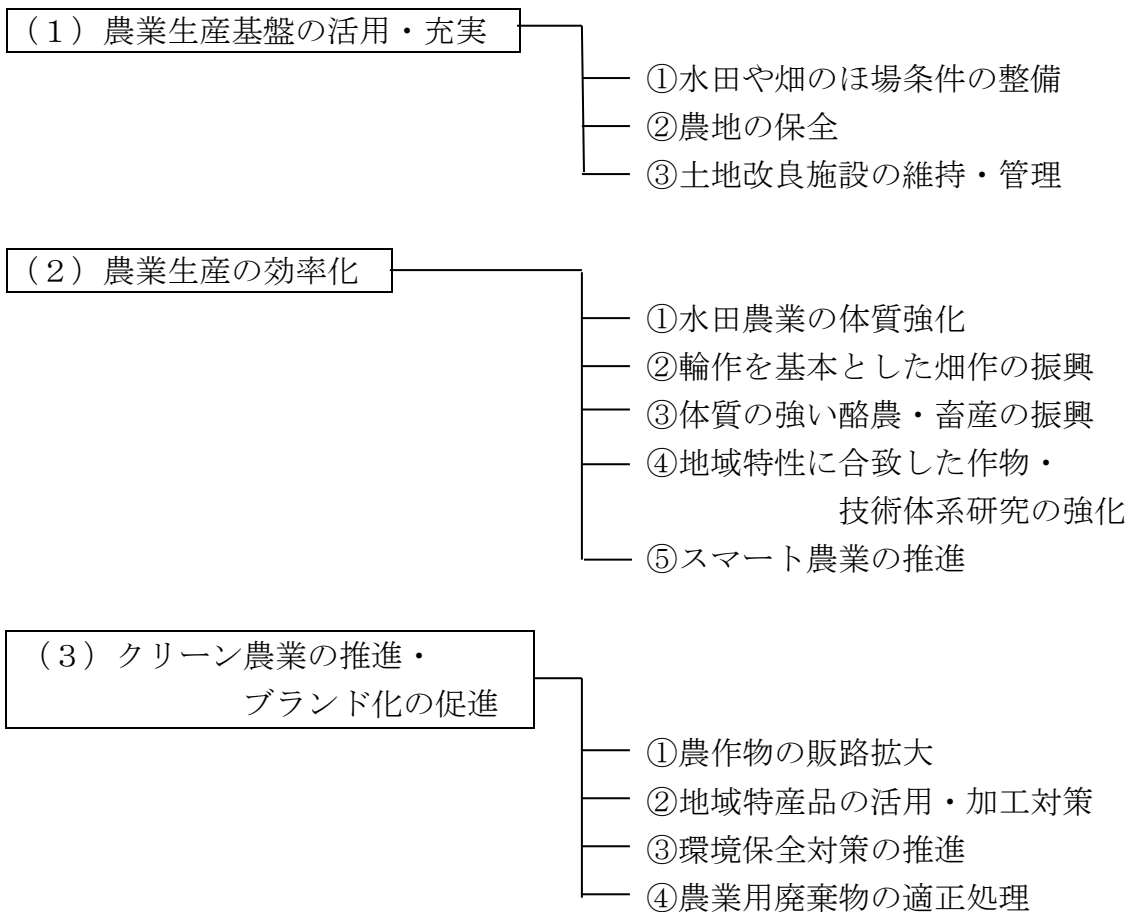 （１）農業生産基盤の活用・充実
①水田や畑のほ場条件の整備
②農地の保全
③土地改良施設の維持・管理
（２）農業生産の効率化
①水田農業の体質強化
②輪作を基本とした畑作の振興
③体質の強い酪農・畜産の振興
④地域特性に合致した作物・
技術体系研究の強化
⑤スマート農業の推進
（３）クリーン農業の推進・
ブランド化の促進
①農作物の販路拡大
②地域特産品の活用・加工対策
③環境保全対策の推進
④農業用廃棄物の適正処理